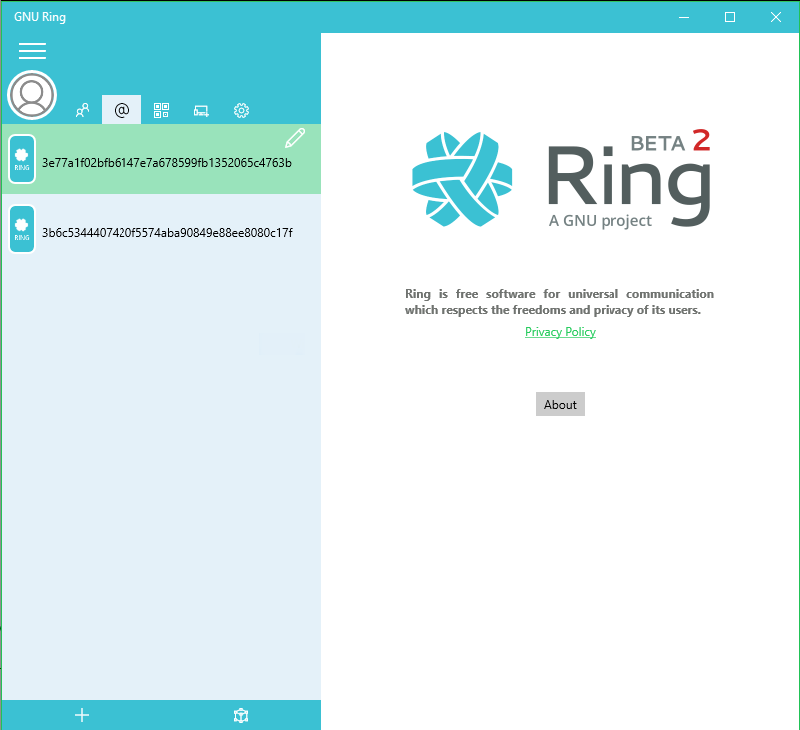 GNU Ring
@
RING
3e77a1f02bfb6147e7a678599fb1352065c4763b
RING
3b6c5344407420f5574aba90849e88ee8080c17f
BETA 2
Ring
A GNU project
Ring is free software for universal communication
which respects the freedoms and privacy of its users.
Privacy Policy
About